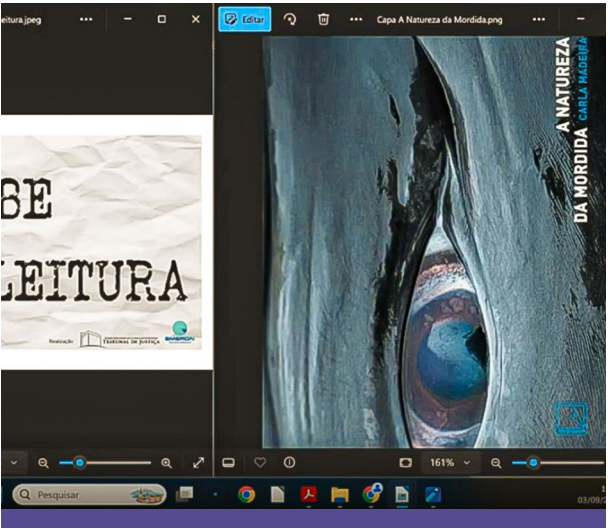 eitura.jpeg
Editar
Capa A Natureza da Mordida.png
A NATUREZA
DA MORDIDA
CARLA MADEIRA
LEITURA
Realização
TRIBUNAL DE JUSTIÇA
EMERON
161%
Pesquisar
03/09/2